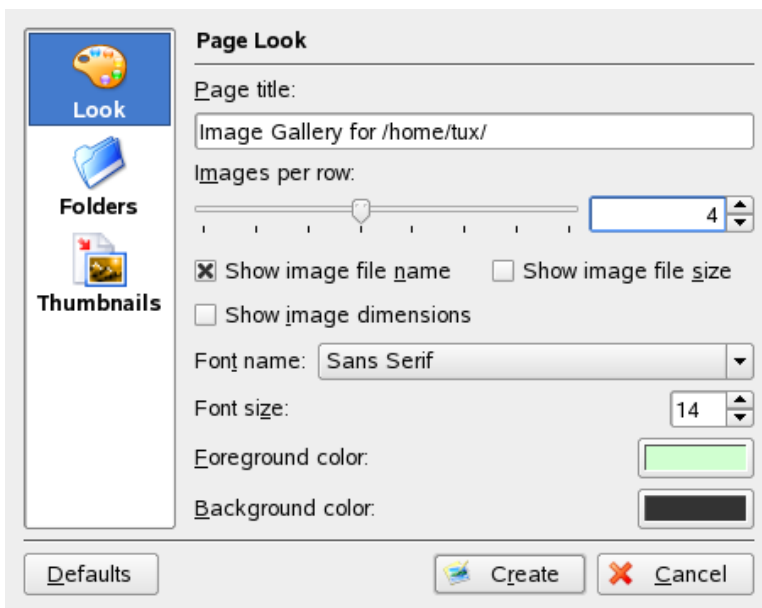 Look
Folders
Thumbnails
Page Look
Page title:
Image Gallery for /home/tux/
Images per row:
4
Show image file name
Show image file size
Show image dimensions
Font name:
Sans Serif
Font size:
14
Foreground color:
Background color:
Defaults
Create
Cancel